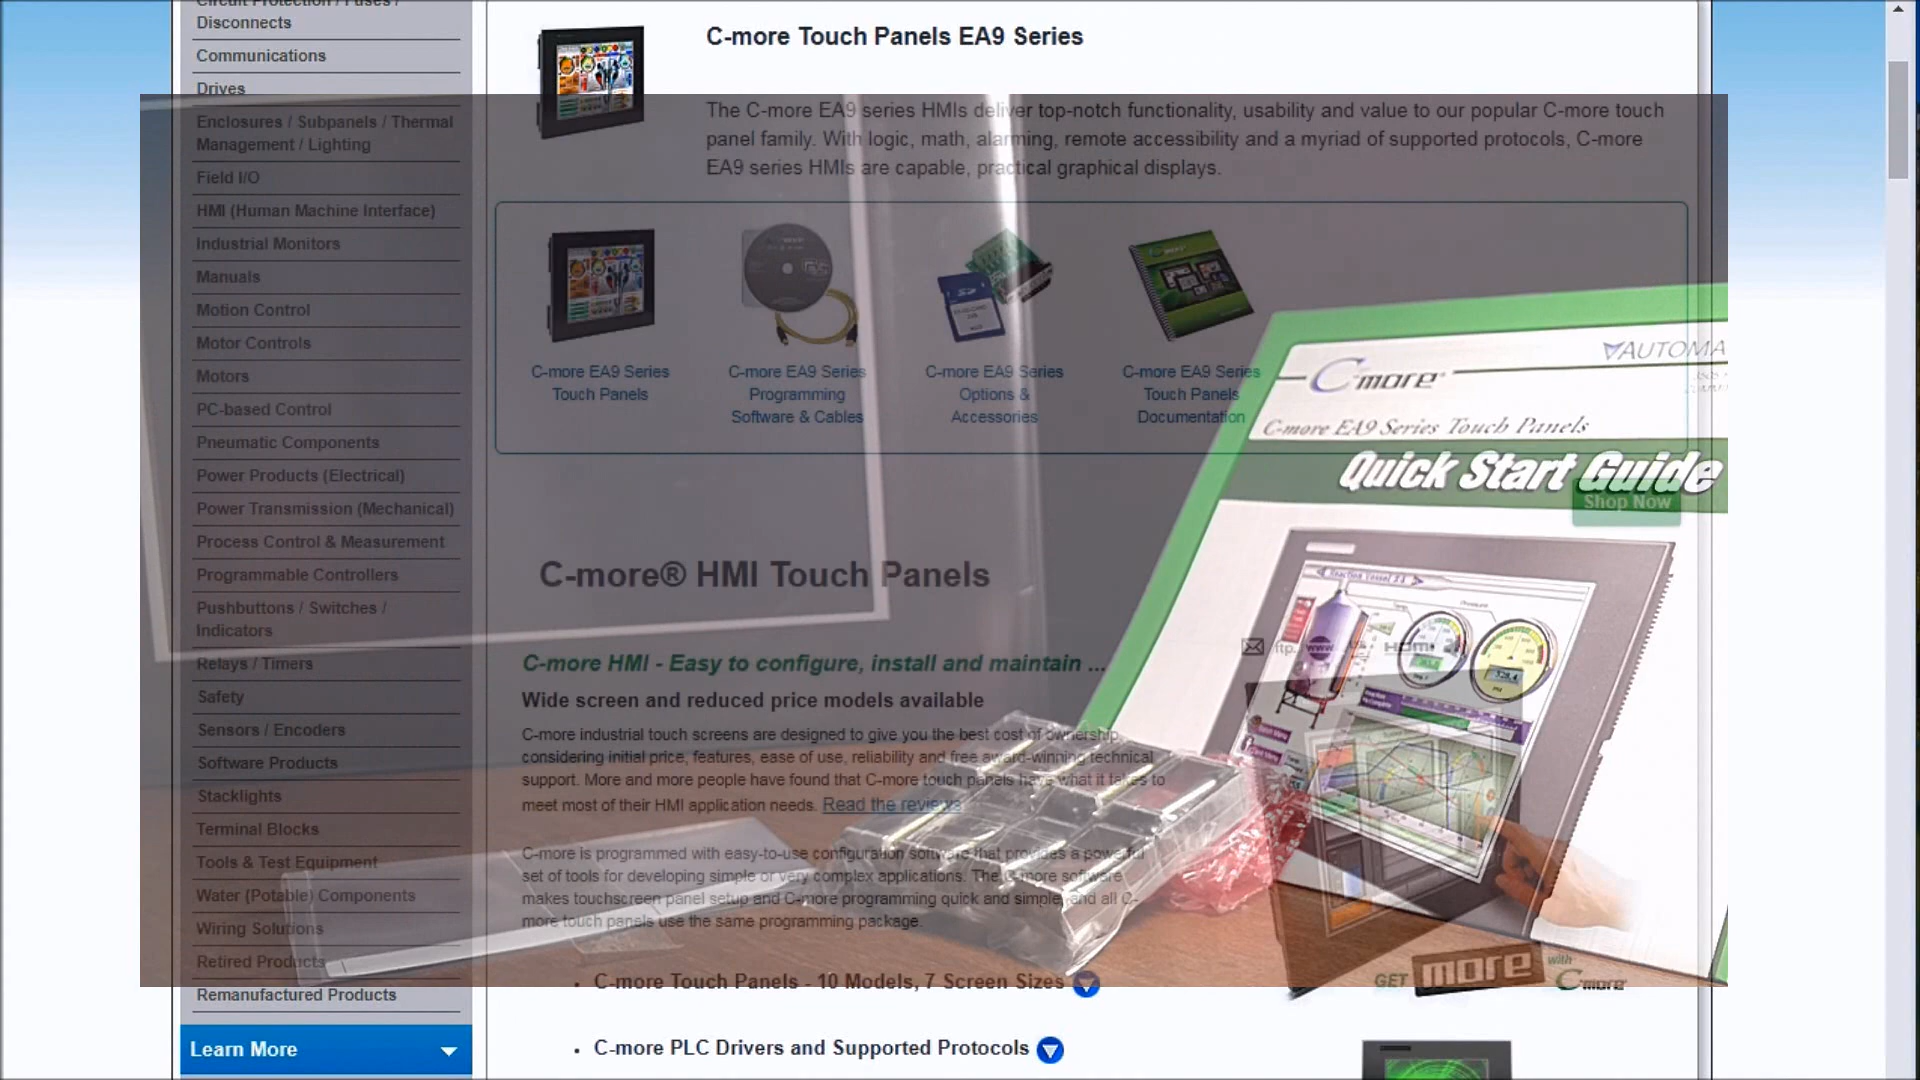 Circuit Protection / Fuses /
Disconnects
Communications
Drives
Enclosures / Subpanels / Thermal
Management / Lighting
Field I/O
HMI (Human Machine Interface)
Industrial Monitors
Manuals
Motion Control
Motor Controls
Motors
PC-based Control
Pneumatic Components
Power Products (Electrical)
Power Transmission (Mechanical)
Process Control & Measurement
Programmable Controllers
Pushbuttons / Switches /
Indicators
Relays / Timers
Safety
Sensors / Encoders
Software Products
Stacklights
Terminal Blocks
Tools & Test Equipment
Water (Potable) Components
Wiring Solutions
Retired Products
Remanufactured Products
Learn More
C-more Touch Panels EA9 Series
The C-more EA9 series HMIs deliver top-notch functionality, usability and value to our popular C-more touch
panel family. With logic, math, alarming, remote accessibility and a myriad of supported protocols, C-more
EA9 series HMIs are capable, practical graphical displays.
C-more EA9 Series
Touch Panels
C-more EA9 Series
Programming
Software & Cables
C-more EA9 Series
Options &
Accessories
C-more EA9 Series
Touch Panels
Documentation
C-more® HMI Touch Panels
C-more HMI - Easy to configure, install and maintain ...
Wide screen and reduced price models available
C-more industrial touch screens are designed to give you the best cost of ownership,
considering initial price, features, ease of use, reliability and free award-winning technical
support. More and more people have found that C-more touch panels have what it takes to
meet most of their HMI application needs. Read the reviews
C-more is programmed with easy-to-use configuration software that provides a powerful
set of tools for developing simple or very complex applications. The C-more software
makes touchscreen panel setup and C-more programming quick and simple, and all C-
more touch panels use the same programming package.
• C-more Touch Panels - 10 Models, 7 Screen Sizes
• C-more PLC Drivers and Supported Protocols
AUTOMA
C-more
C-more EA9 Series Touch Panels
Quick Start Guide
Shop Now
Reaction Vessel 23
ftp
www
HDMI
GET more with
C-more